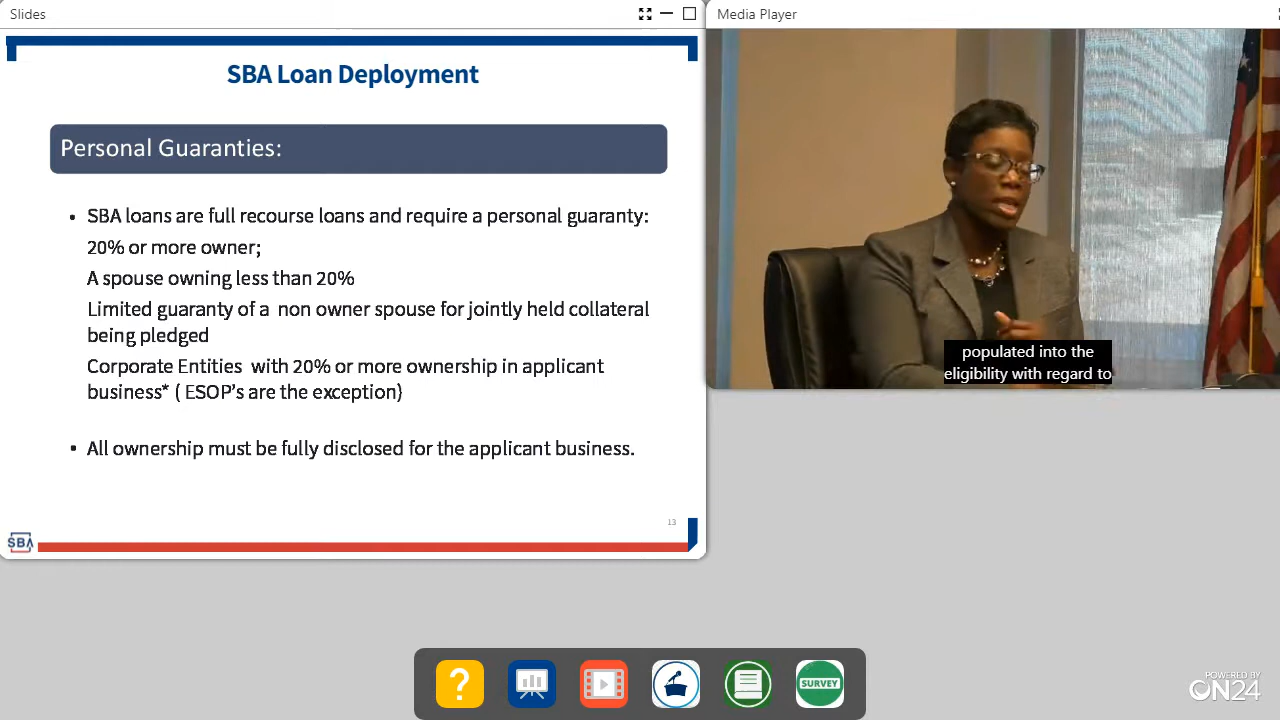 Slides
SBA Loan Deployment
Personal Guaranties:
• SBA loans are full recourse loans and require a personal guaranty:
20% or more owner;
A spouse owning less than 20%
Limited guaranty of a non owner spouse for jointly held collateral
being pledged
Corporate Entities with 20% or more ownership in applicant
business* ( ESOP's are the exception)
• All ownership must be fully disclosed for the applicant business.
13
SBA
Media Player
populated into the
eligibility with regard to
?
SURVEY
POWERED BY
ON24